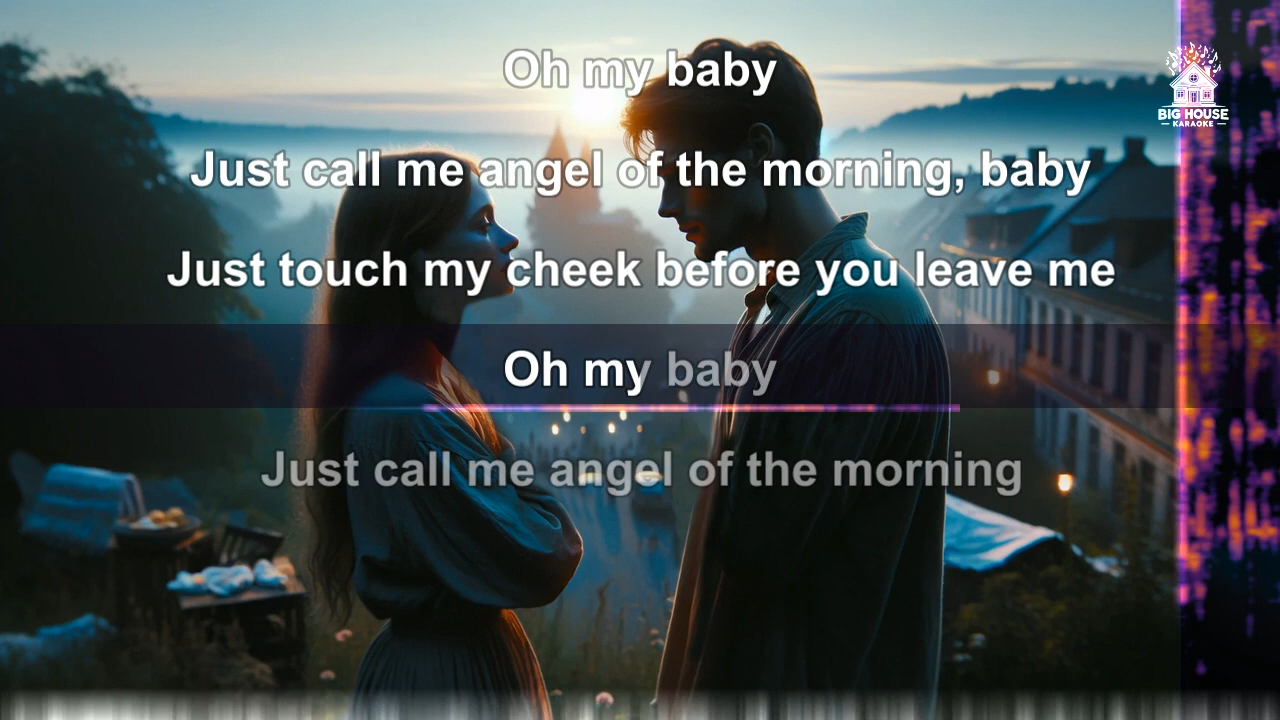 Oh my baby
BIG HOUSE
KARAOKE
Just call me angel of the morning, baby
Just touch my cheek before you leave me
Oh my baby
Just call me angel of the morning